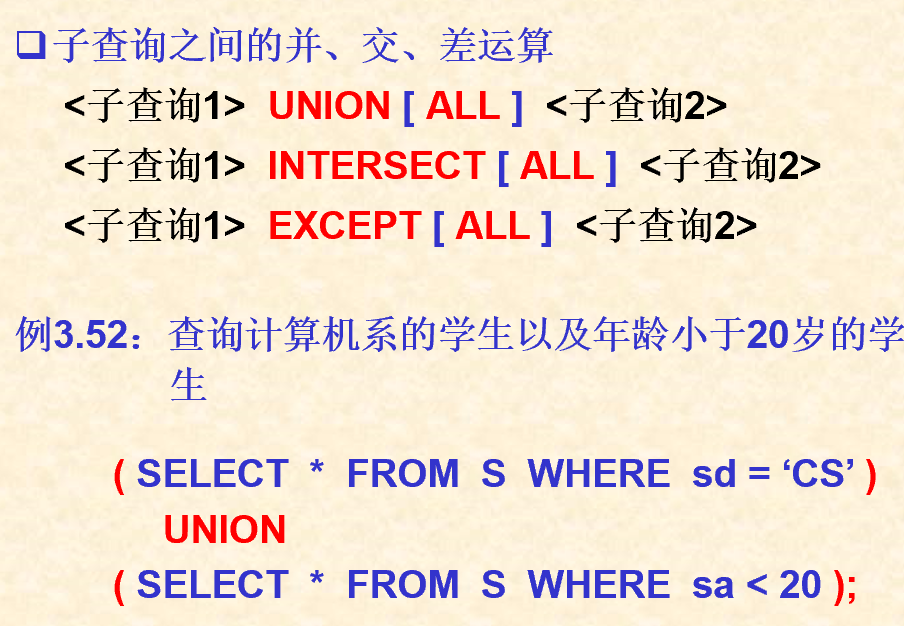 ❑子查询之间的并、交、差运算
<子查询1> UNION [ ALL ] <子查询2>
<子查询1> INTERSECT [ ALL ] <子查询2>
<子查询1> EXCEPT [ ALL ] <子查询2>
例3.52：查询计算机系的学生以及年龄小于20岁的学
生
( SELECT * FROM S WHERE sd = ‘CS’ )
UNION
( SELECT * FROM S WHERE sa < 20 );